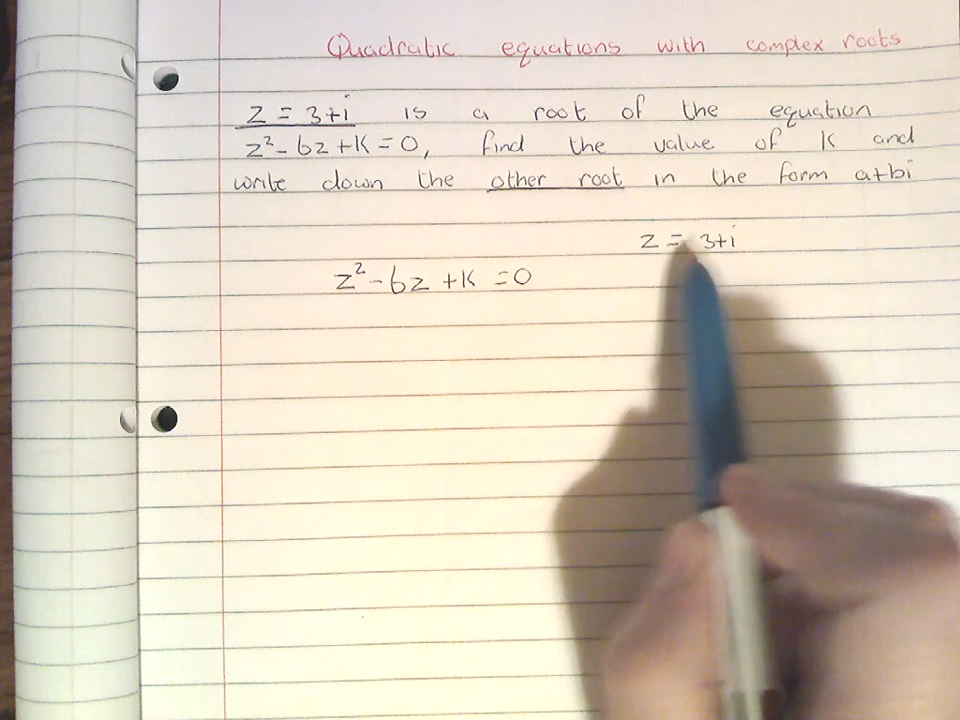 Quadratic equations with complex roots
z = 3+i is a root of the equation
z² - 6z + K = 0, find the value of K and
write down the other root in the form a+bi
z = 3+i
z² - 6z + K = 0